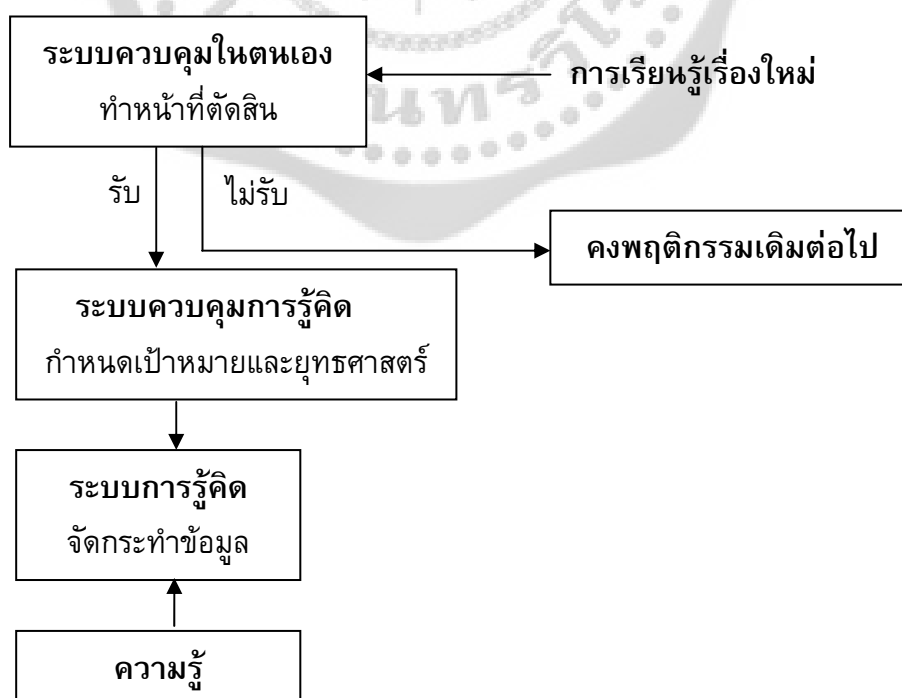 ระบบควบคุมในตนเอง
ทำหน้าที่ตัดสิน
การเรียนรู้เรื่องใหม่
รับ
ไม่รับ
คงพฤติกรรมเดิมต่อไป
ระบบควบคุมการรู้คิด
กำหนดเป้าหมายและยุทธศาสตร์
ระบบการรู้คิด
จัดกระทำข้อมูล
ความรู้